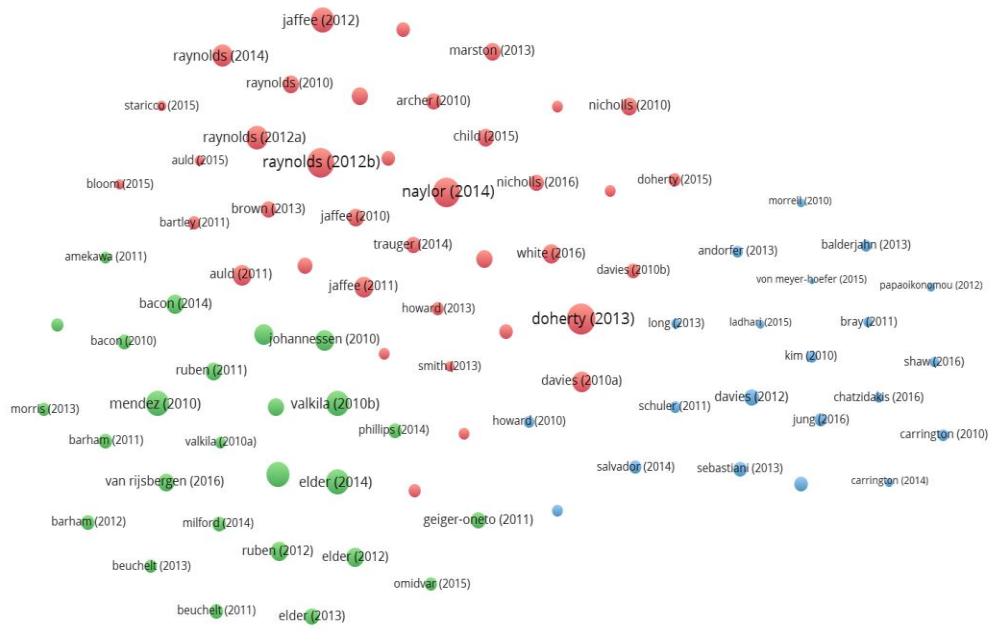 jaffee (2012)
marston (2013)
raynolds (2014)
raynolds (2010)
archer (2010)
staricco (2015)
nicholls (2010)
raynolds (2012a)
child (2015)
auld (2015)
raynolds (2012b)
bloom (2015)
naylor (2014)
nicholls (2016)
doherty (2015)
morrell (2010)
brown (2013)
bartley (2011)
jaffee (2010)
trauger (2014)
amekawa (2011)
white (2016)
andorfer (2013)
balderjahn (2013)
auld (2011)
davies (2010b)
jaffee (2011)
von meyer-hoefer (2015)
papaoikonomou (2012)
bacon (2014)
howard (2013)
doherty (2013)
long (2013)
ladhari (2015)
bray (2011)
bacon (2010)
johannessen (2010)
ruben (2011)
smith (2013)
kim (2010)
shaw (2016)
davies (2010a)
morris (2013)
mendez (2010)
valkila (2010b)
schuler (2011)
davies (2012)
chatzidakis (2016)
phillips (2014)
howard (2010)
jung (2016)
barham (2011)
valkila (2010a)
carrington (2010)
van rijsbergen (2016)
elder (2014)
salvador (2014)
sebastiani (2013)
carrington (2014)
barham (2012)
milford (2014)
geiger-oneto (2011)
beuchelt (2013)
ruben (2012)
elder (2012)
omidvar (2015)
beuchelt (2011)
elder (2013)